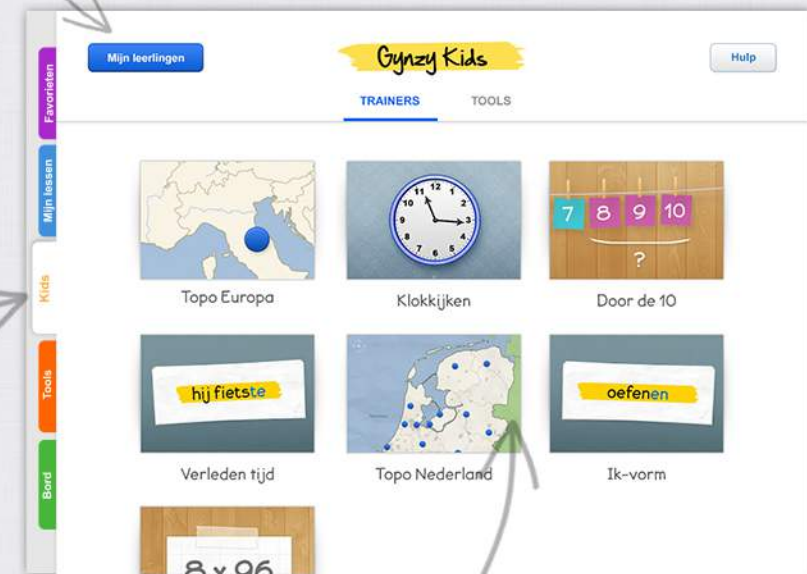 Mijn leerlingen
Gynzy Kids
Hulp
TRAINERS
TOOLS
Favorieten
Mijn lessen
Kids
Tools
Bord
12
1
2
3
4
5
6
7
8
9
10
11
7 8 9 10
?
Topo Europa
Klokkijken
Door de 10
hij fietste
oefenen
Verleden tijd
Topo Nederland
Ik-vorm
8 x 96